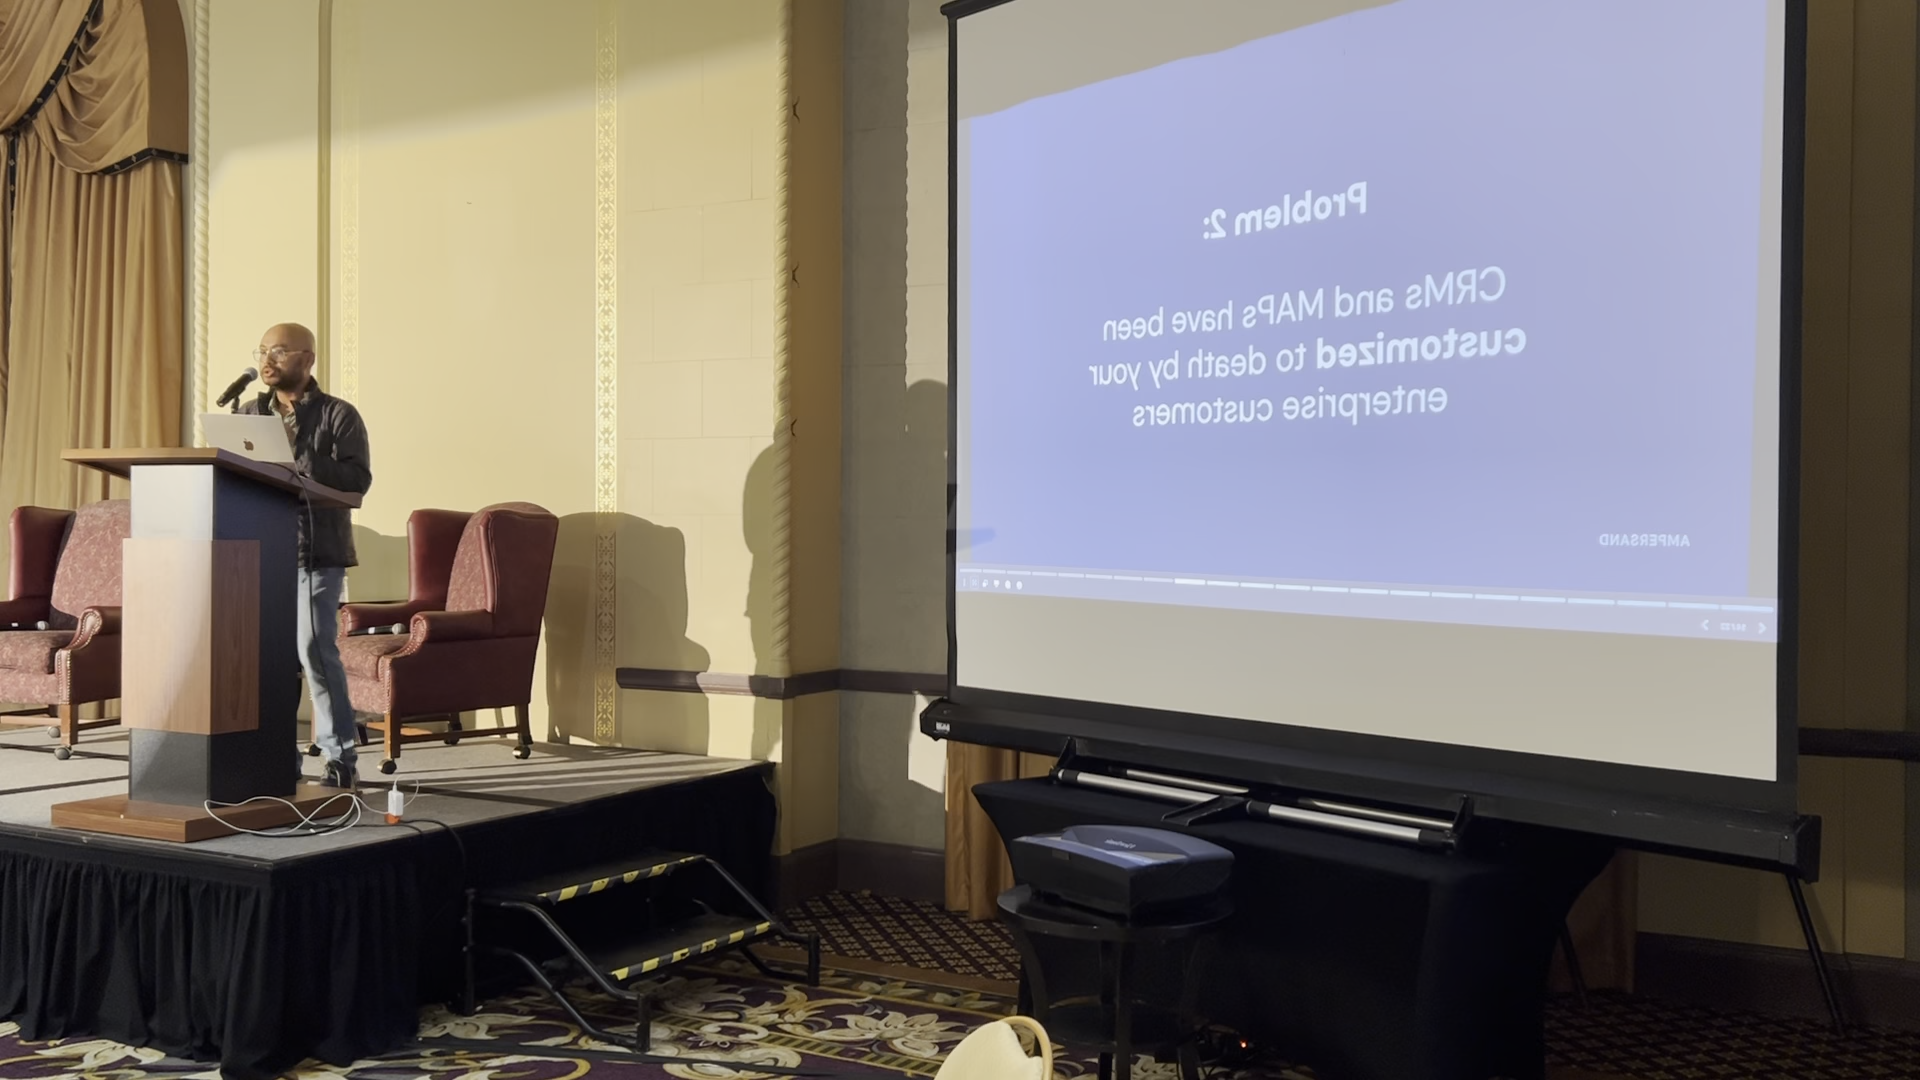 Problem 2:
CRMs and MAPs have been
customized to death by your
enterprise customers
AMPERSAND